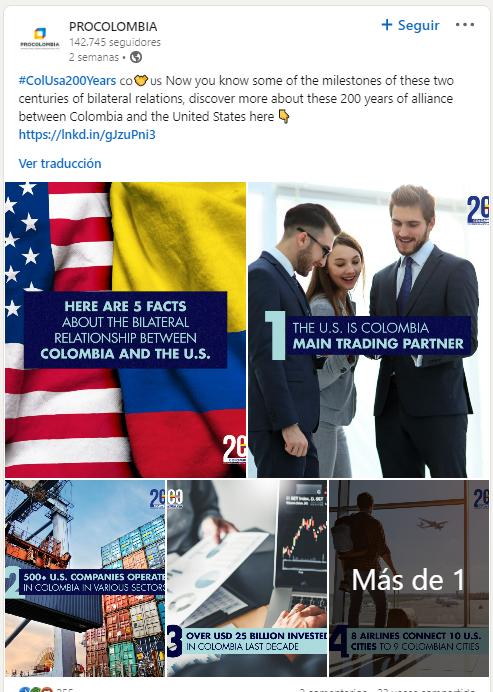 PROCOLOMBIA
PROCOLOMBIA
142.745 seguidores
2 semanas •
+ Seguir
#ColUsa200Years co us Now you know some of the milestones of these two
centuries of bilateral relations, discover more about these 200 years of alliance
between Colombia and the United States here
https://lnkd.in/gJzuPni3
Ver traducción
HERE ARE 5 FACTS
ABOUT THE BILATERAL
RELATIONSHIP BETWEEN
COLOMBIA AND THE U.S.
1 THE U.S. IS COLOMBIA
MAIN TRADING PARTNER
2 500+ U.S. COMPANIES OPERATE
IN COLOMBIA IN VARIOUS SECTORS
3 OVER USD 25 BILLION INVESTE
IN COLOMBIA LAST DECADE
Más de 1
4 8 AIRLINES CONNECT 10 U.S.
CITIES TO 9 COLOMBIAN CITIES